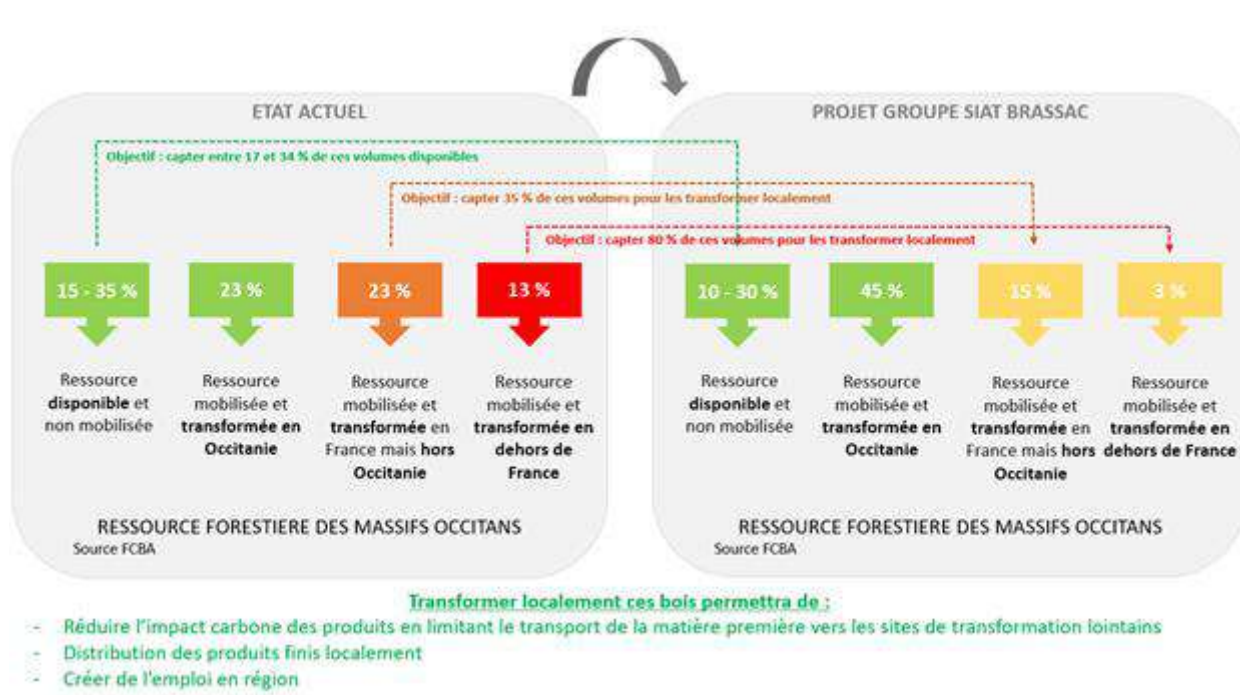 ETAT ACTUEL
Objectif : capter entre 17 et 34 % de ces volumes disponibles
Objectif : capter 35 % de ces volumes pour les transformer localement
Objectif : capter 80 % de ces volumes pour les transformer localement
15 - 35 %
23 %
23 %
13 %
Ressource
disponible et
non mobilisée
Ressource
mobilisée et
transformée en
Occitanie
Ressource
mobilisée et
transformée en
France mais hors
Occitanie
Ressource
mobilisée et
transformée en
dehors de
France
RESSOURCE FORESTIERE DES MASSIFS OCCITANS
Source FCBA
PROJET GROUPE SIAT BRASSAC
10 - 30 %
45 %
15 %
3 %
Ressource
disponible et
non mobilisée
Ressource
mobilisée et
transformée en
Occitanie
Ressource
mobilisée et
transformée en
France mais hors
Occitanie
Ressource
mobilisée et
transformée en
dehors de France
RESSOURCE FORESTIERE DES MASSIFS OCCITANS
Source FCBA
Transformer localement ces bois permettra de :
- Réduire l'impact carbone des produits en limitant le transport de la matière première vers les sites de transformation lointains
- Distribution des produits finis localement
- Créer de l'emploi en région